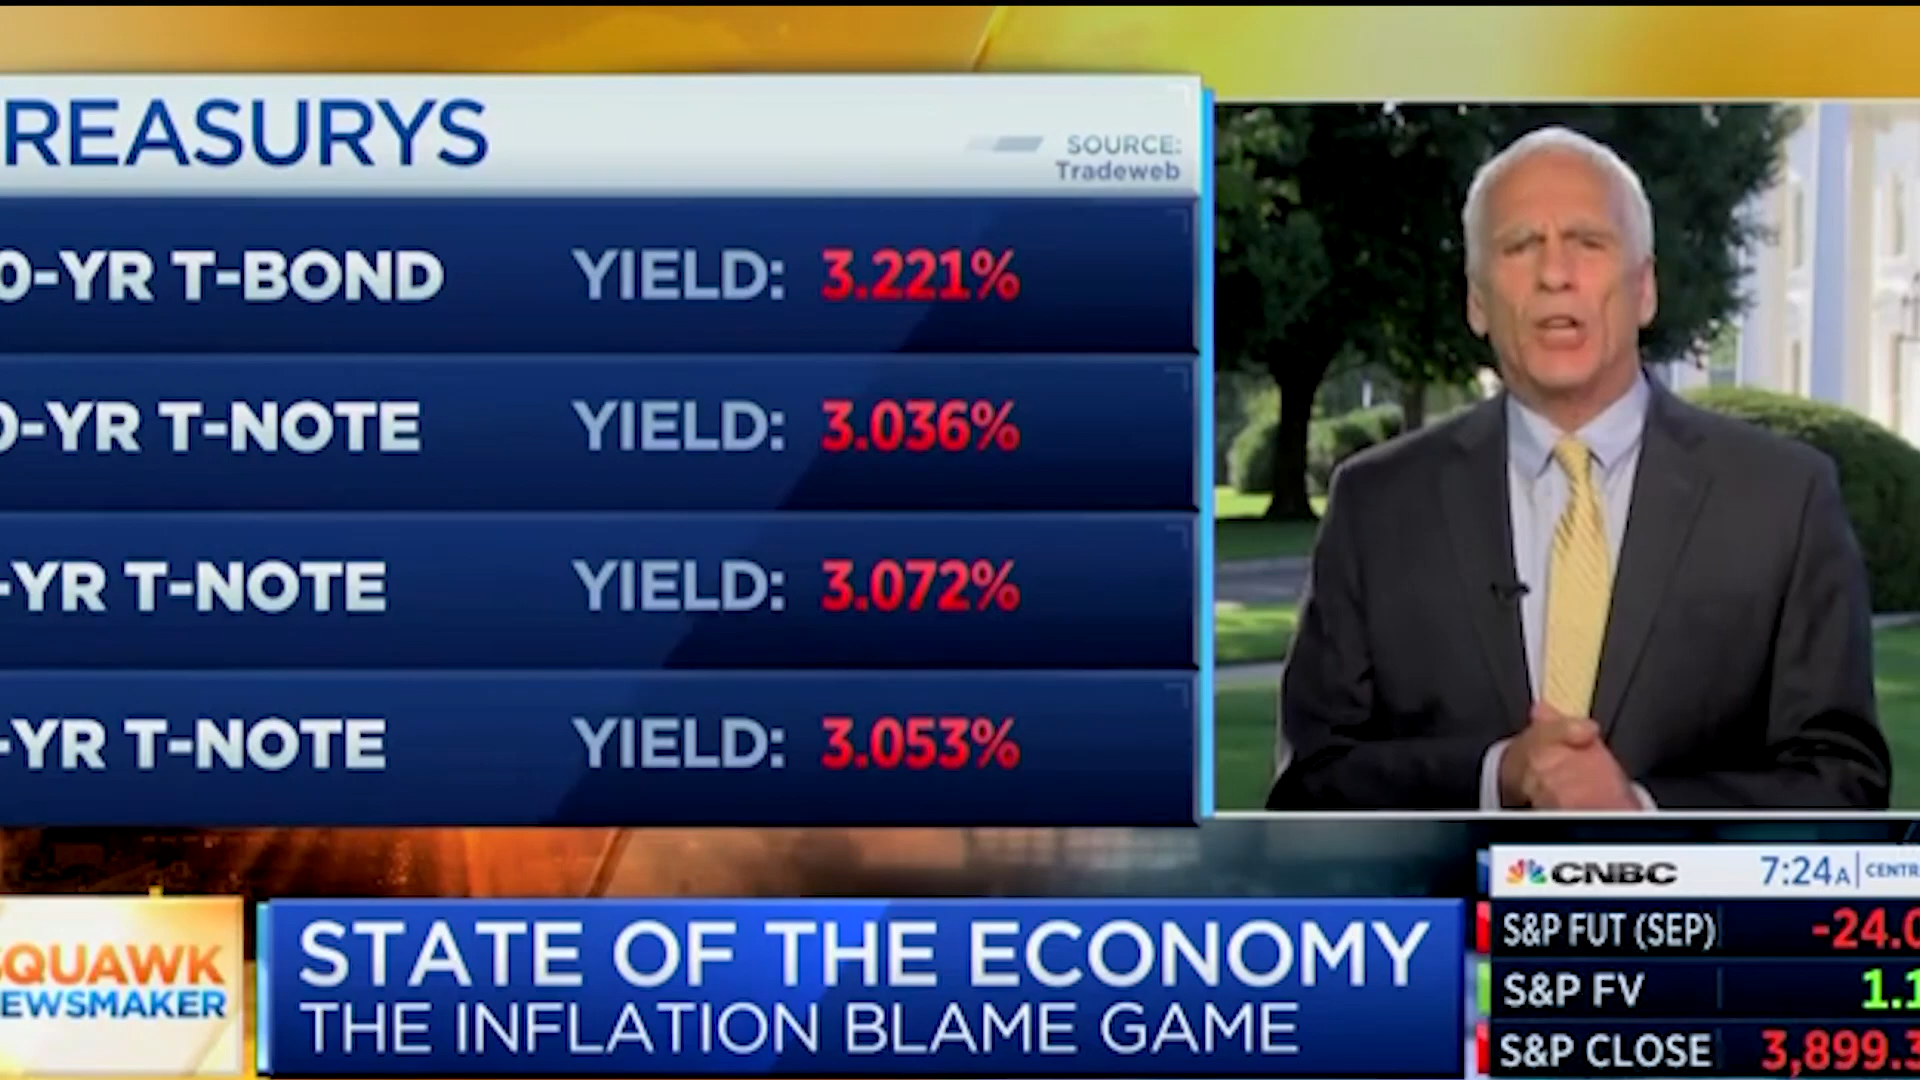 REASURYS
SOURCE:
Tradeweb
0-YR T-BOND YIELD: 3.221%
0-YR T-NOTE YIELD: 3.036%
-YR T-NOTE YIELD: 3.072%
-YR T-NOTE YIELD: 3.053%
SQUAWK
EWSMAKER
STATE OF THE ECONOMY
THE INFLATION BLAME GAME
CNBC 7:24A CENTR
S&P FUT (SEP) -24.0
S&P FV 1.1
S&P CLOSE 3,899.3